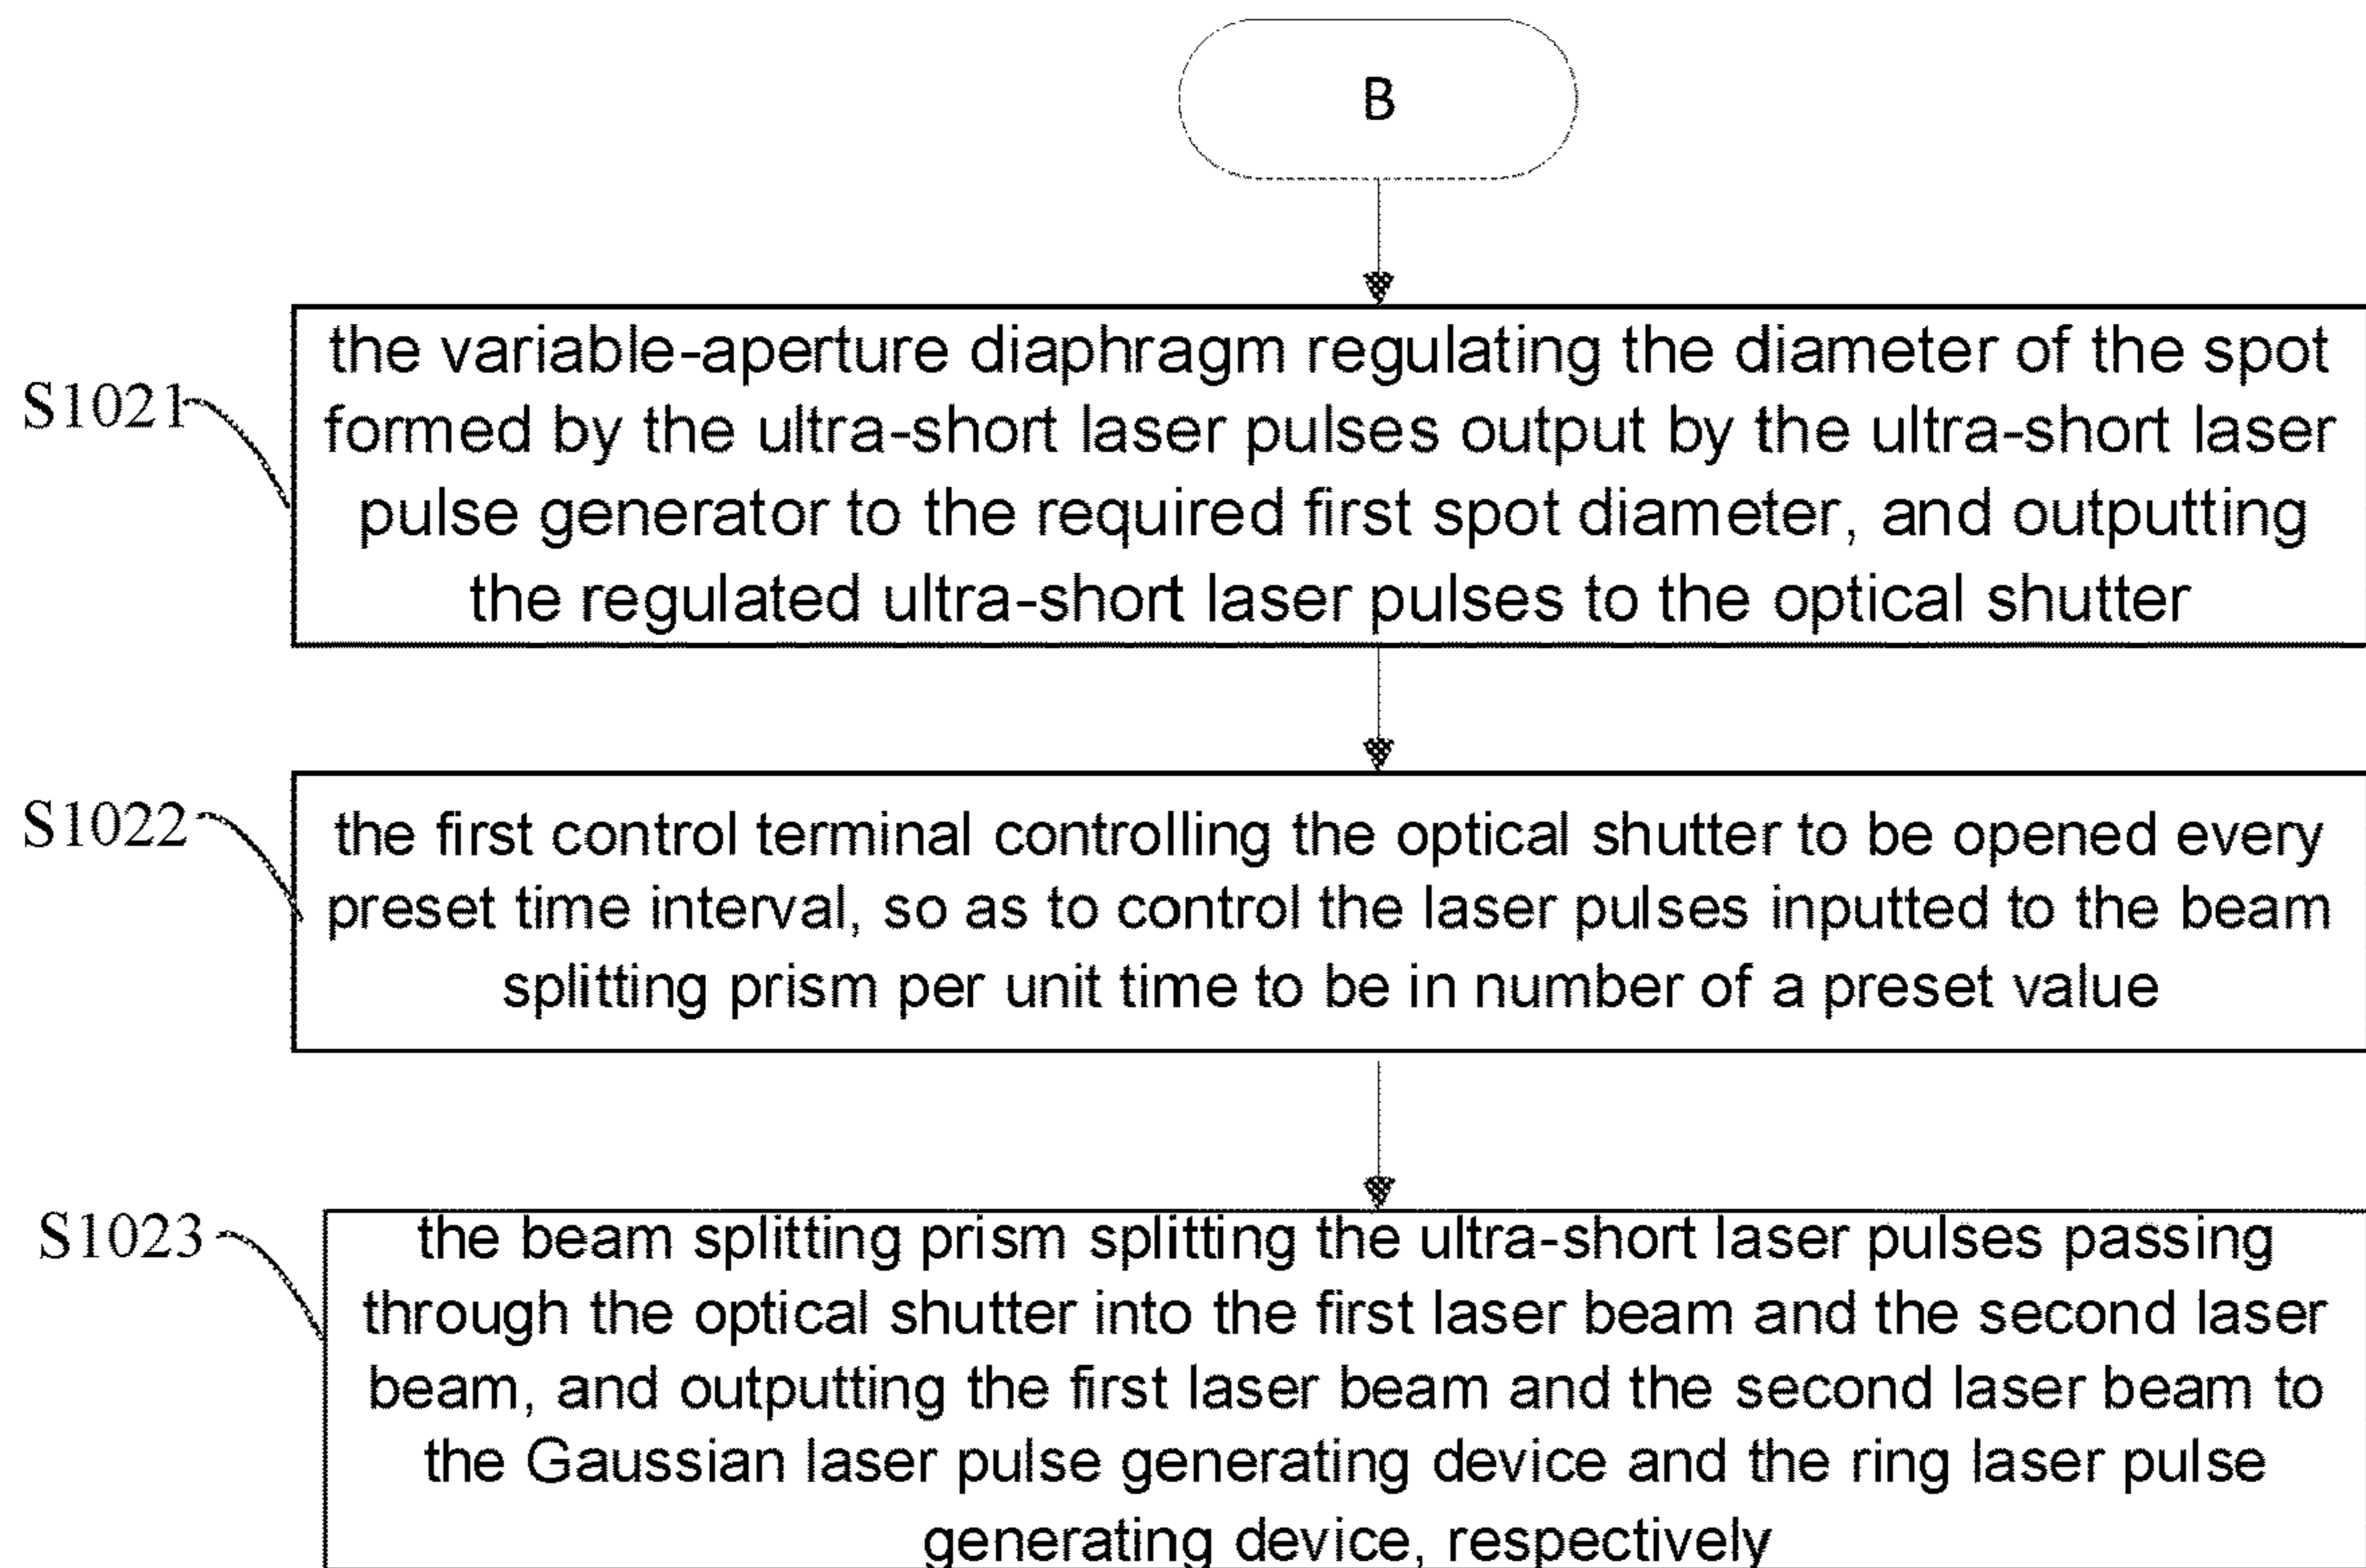 B
S1021
the variable-aperture diaphragm regulating the diameter of the spot
formed by the ultra-short laser pulses output by the ultra-short laser
pulse generator to the required first spot diameter, and outputting
the regulated ultra-short laser pulses to the optical shutter
S1022
the first control terminal controlling the optical shutter to be opened every
preset time interval, so as to control the laser pulses inputted to the beam
splitting prism per unit time to be in number of a preset value
S1023
the beam splitting prism splitting the ultra-short laser pulses passing
through the optical shutter into the first laser beam and the second laser
beam, and outputting the first laser beam and the second laser beam to
the Gaussian laser pulse generating device and the ring laser pulse
generating device, respectively